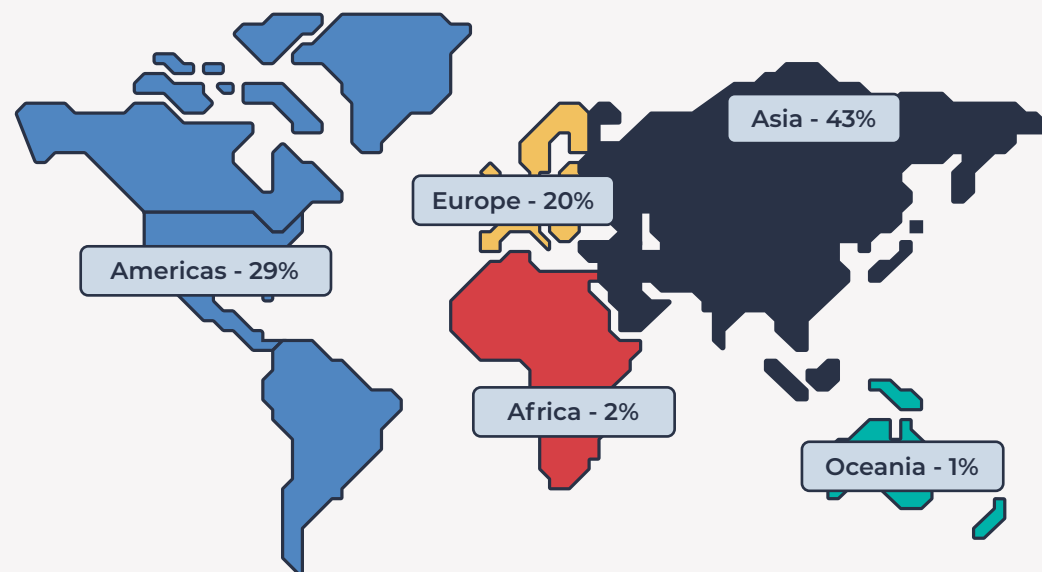 Asia - 43%
Europe - 20%
Americas - 29%
Africa - 2%
Oceania - 1%